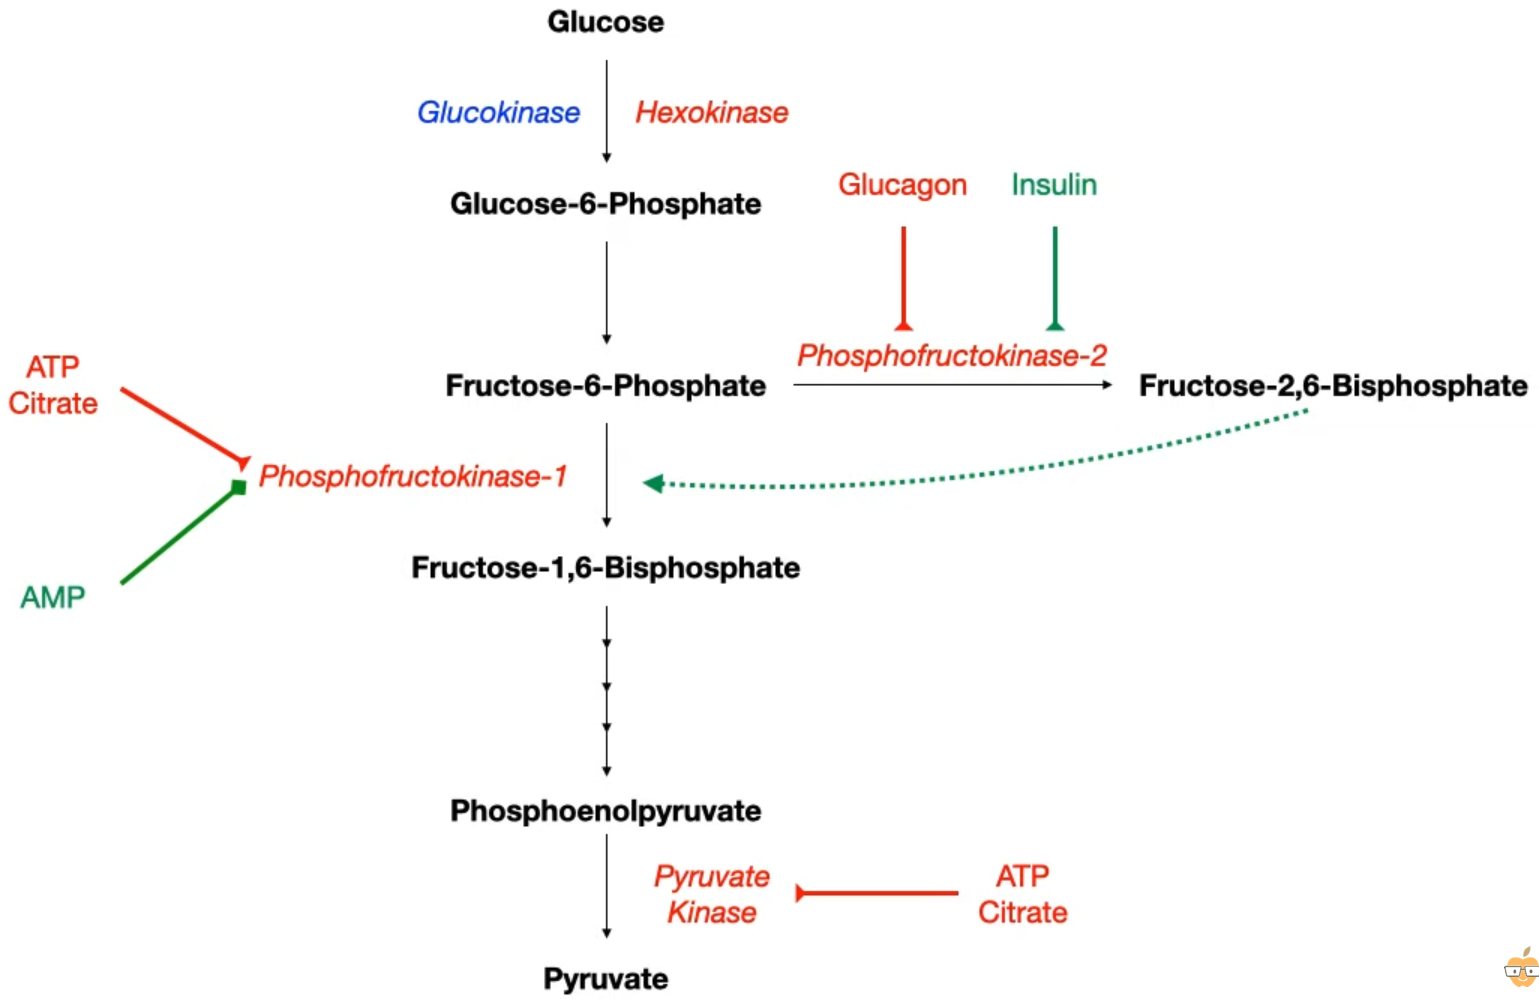 Glucose
Glucokinase
Hexokinase
Glucose-6-Phosphate
Glucagon
Insulin
Phosphofructokinase-2
Fructose-6-Phosphate
Fructose-2,6-Bisphosphate
ATP
Citrate
Phosphofructokinase-1
AMP
Fructose-1,6-Bisphosphate
Phosphoenolpyruvate
Pyruvate
Kinase
ATP
Citrate
Pyruvate